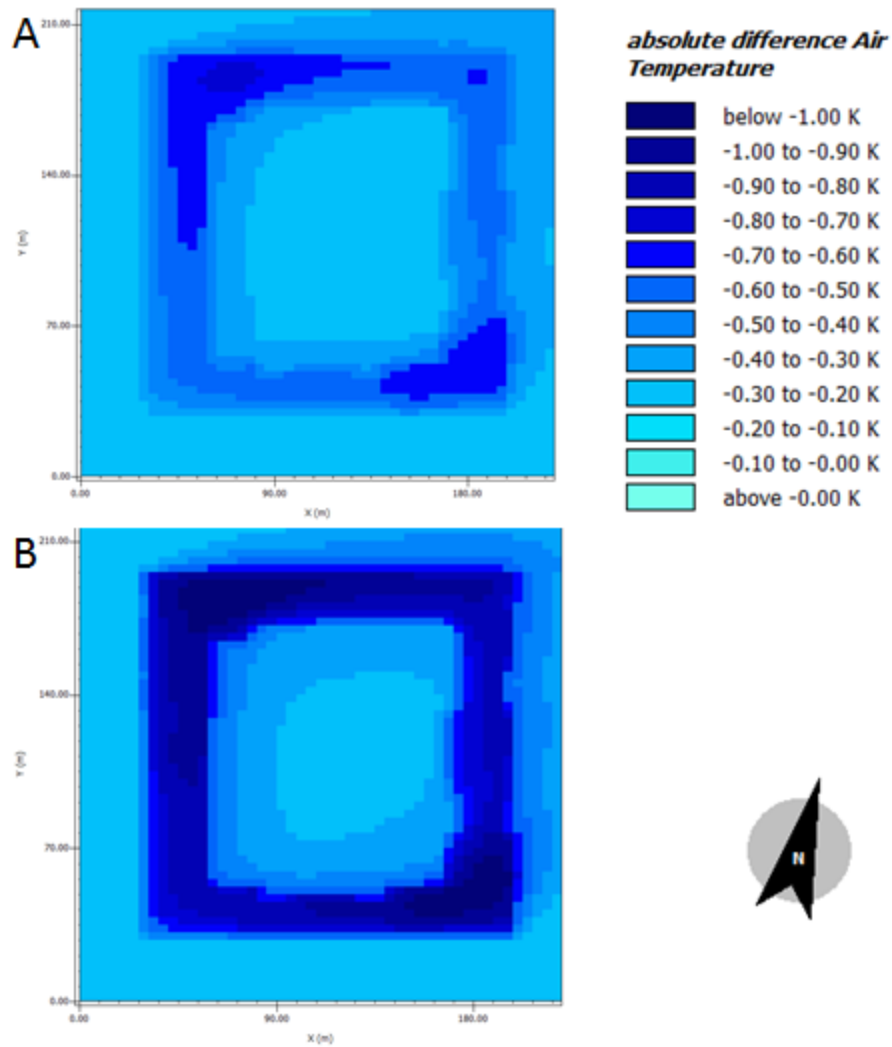 A
210.00
140.00
70.00
0.00
Y (m)
0.00
90.00
180.00
X (m)
absolute difference Air
Temperature
below -1.00 K
-1.00 to -0.90 K
-0.90 to -0.80 K
-0.80 to -0.70 K
-0.70 to -0.60 K
-0.60 to -0.50 K
-0.50 to -0.40 K
-0.40 to -0.30 K
-0.30 to -0.20 K
-0.20 to -0.10 K
-0.10 to -0.00 K
above -0.00 K
B
210.00
140.00
70.00
0.00
Y (m)
0.00
90.00
180.00
X (m)
N